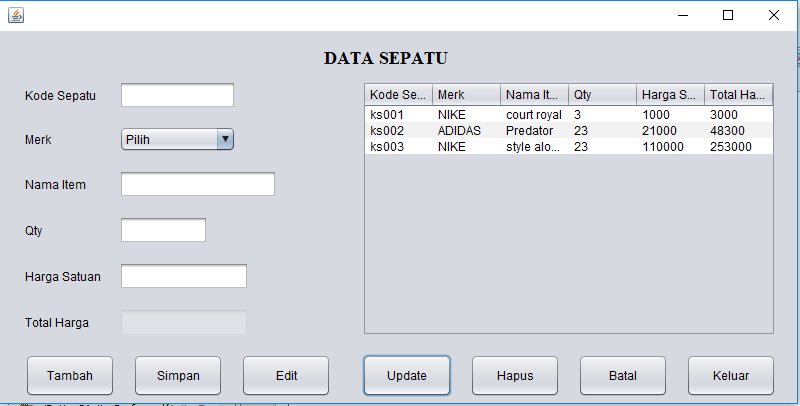 DATA SEPATU
Kode Sepatu
Merk
Pilih
Nama Item
Qty
Harga Satuan
Total Harga
Kode Se... Merk Nama It... Qty Harga S... Total Ha...
ks001 NIKE court royal 3 1000 3000
ks002 ADIDAS Predator 23 21000 48300
ks003 NIKE style alo... 23 110000 253000
Tambah Simpan Edit Update Hapus Batal Keluar